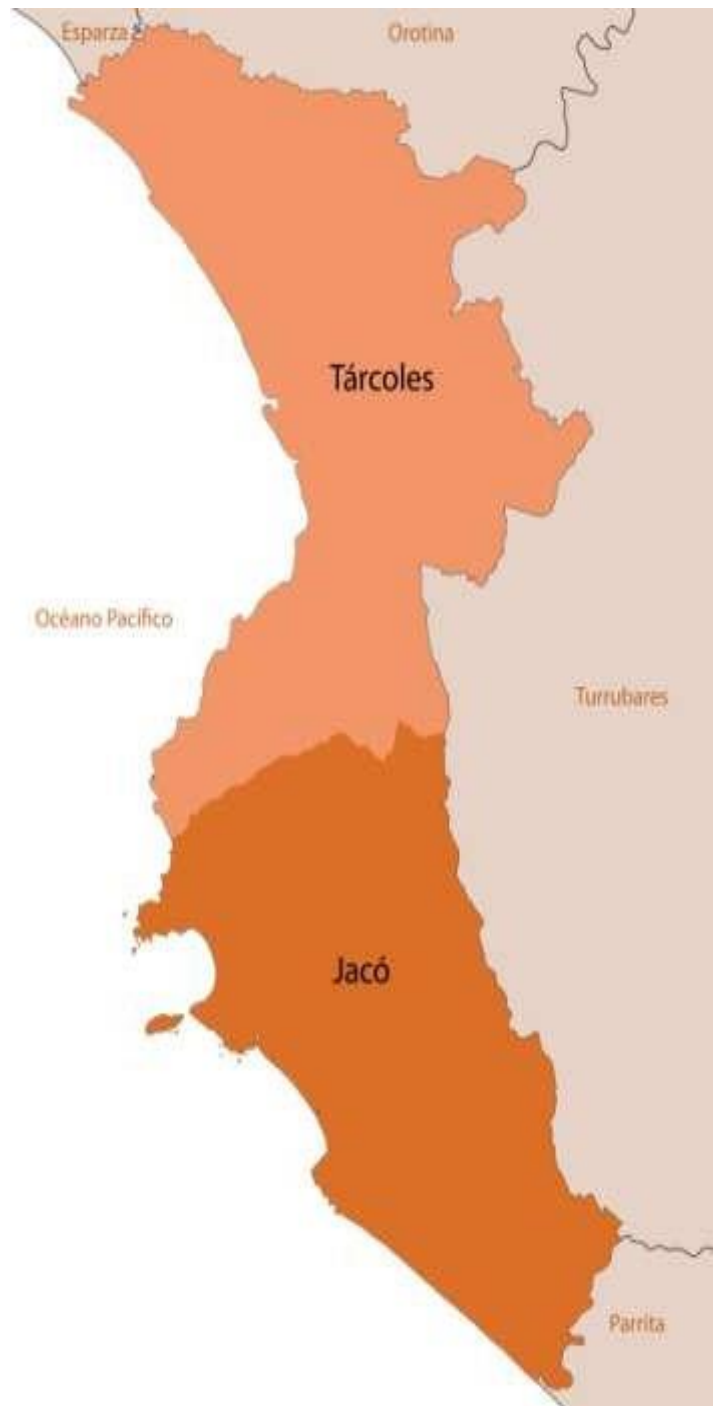 Esparza
Orotina
Tárcoles
Océano Pacífico
Turrubares
Jacó
Parrita